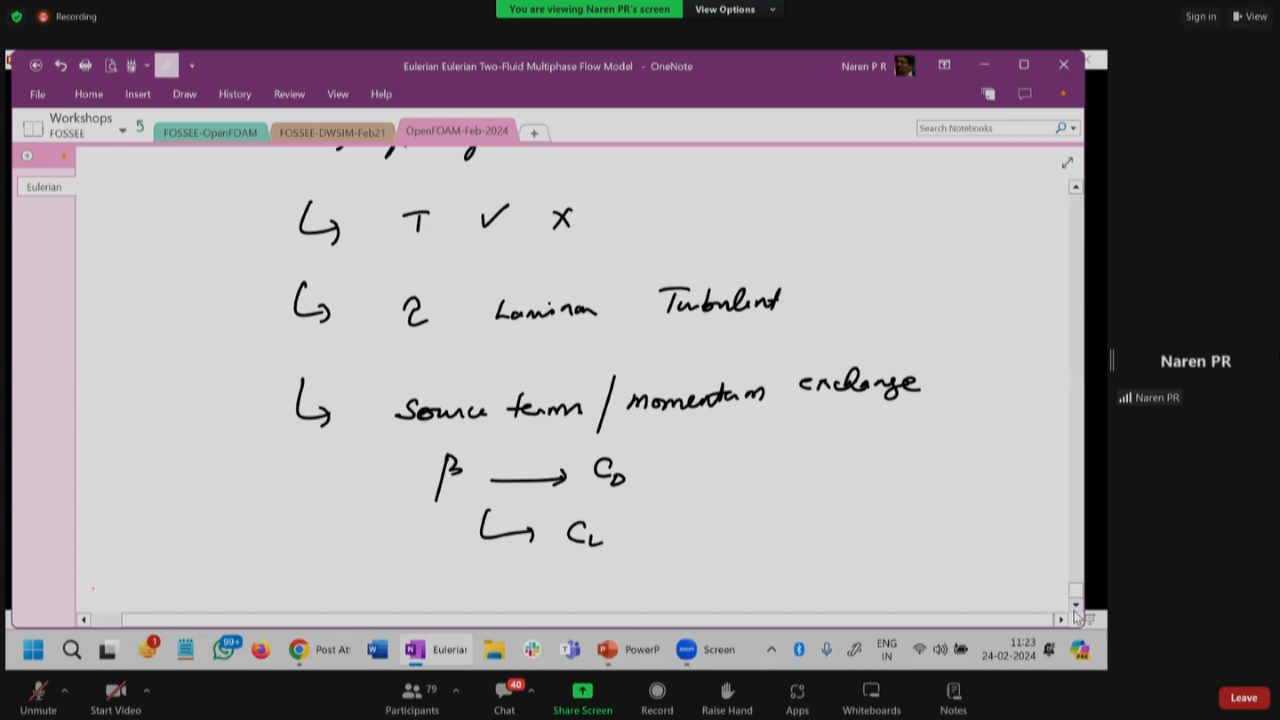 Recording
You are viewing Naren PR's screen
View Options
Sign in
View
Eulerian Eulerian Two-Fluid Multiphase Flow Model - OneNote
Naren P R
File Home Insert Draw History Review View Help
Workshops
FOSSEE
FOSSEE-OpenFOAM
FOSSEE-DWSIM-Feb21
OpenFOAM-Feb-2024
Search Notebooks
Eulerian
T ✓ X
τ Laminar Turbulent
source term / momentum exchange
β → CD
CL
Naren PR
Naren PR
1
99+
Post At
Eulerian
PowerP
Screen
ENG
IN
11:23
24-02-2024
Unmute
Start Video
79
Participants
40
Chat
Share Screen
Record
Raise Hand
Apps
Whiteboards
Notes
Leave